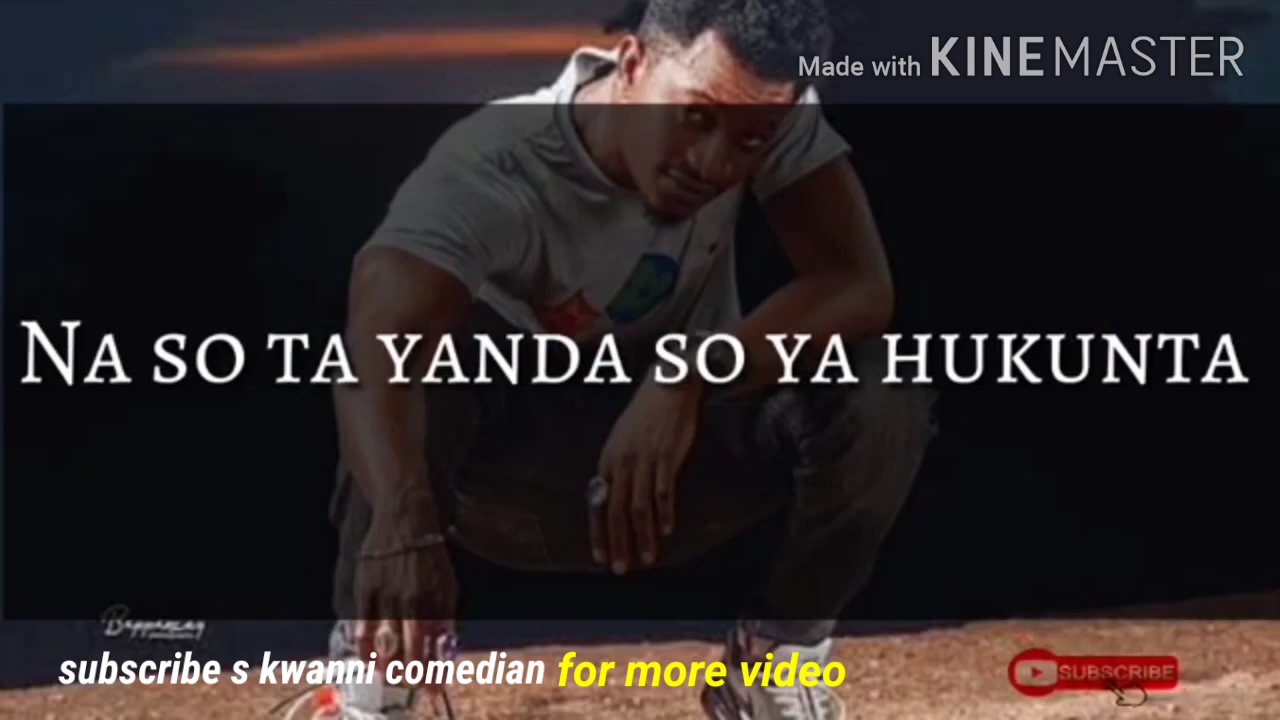 Made with KINEMASTER
NA SO TA YANDA SO YA HUKUNTA
subscribe s kwanni comedian for more video
SUBSCRIBE